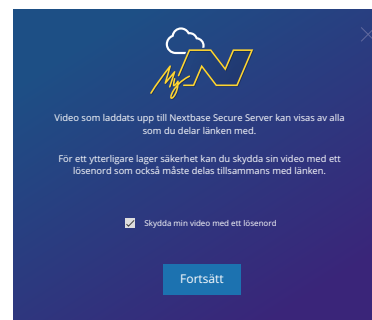 My N
Video som laddats upp till Nextbase Secure Server kan visas av alla
som du delar länken med.
För ett ytterligare lager säkerhet kan du skydda sin video med ett
lösenord som också måste delas tillsammans med länken.
Skydda min video med ett lösenord
Fortsätt